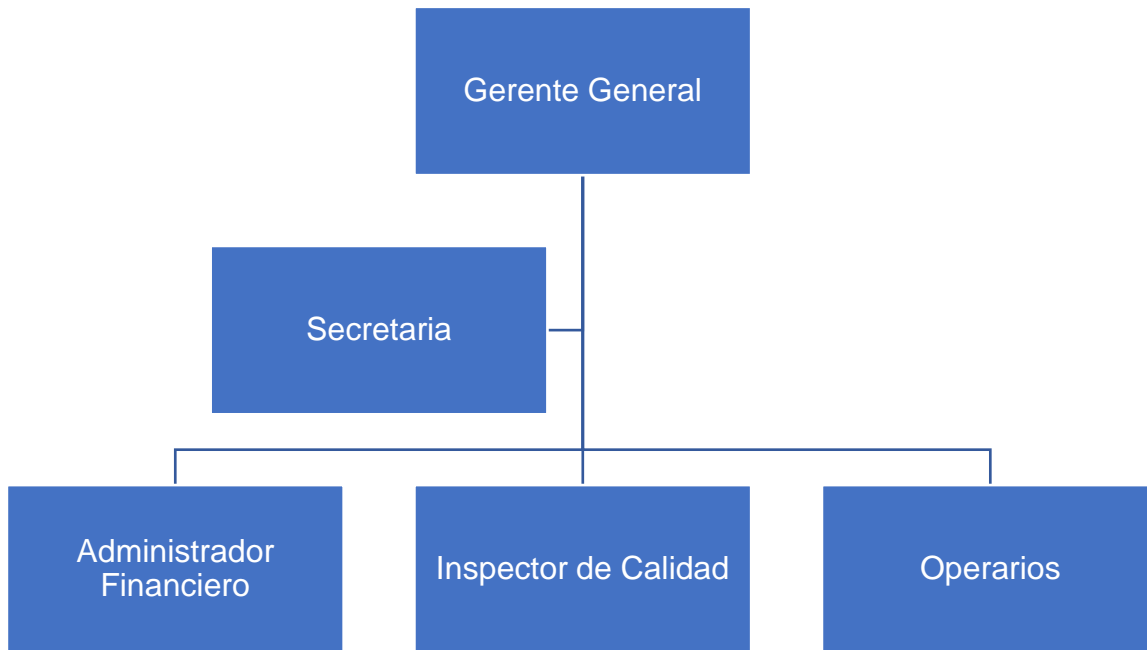 Gerente General
Secretaria
Administrador
Financiero
Inspector de Calidad
Operarios